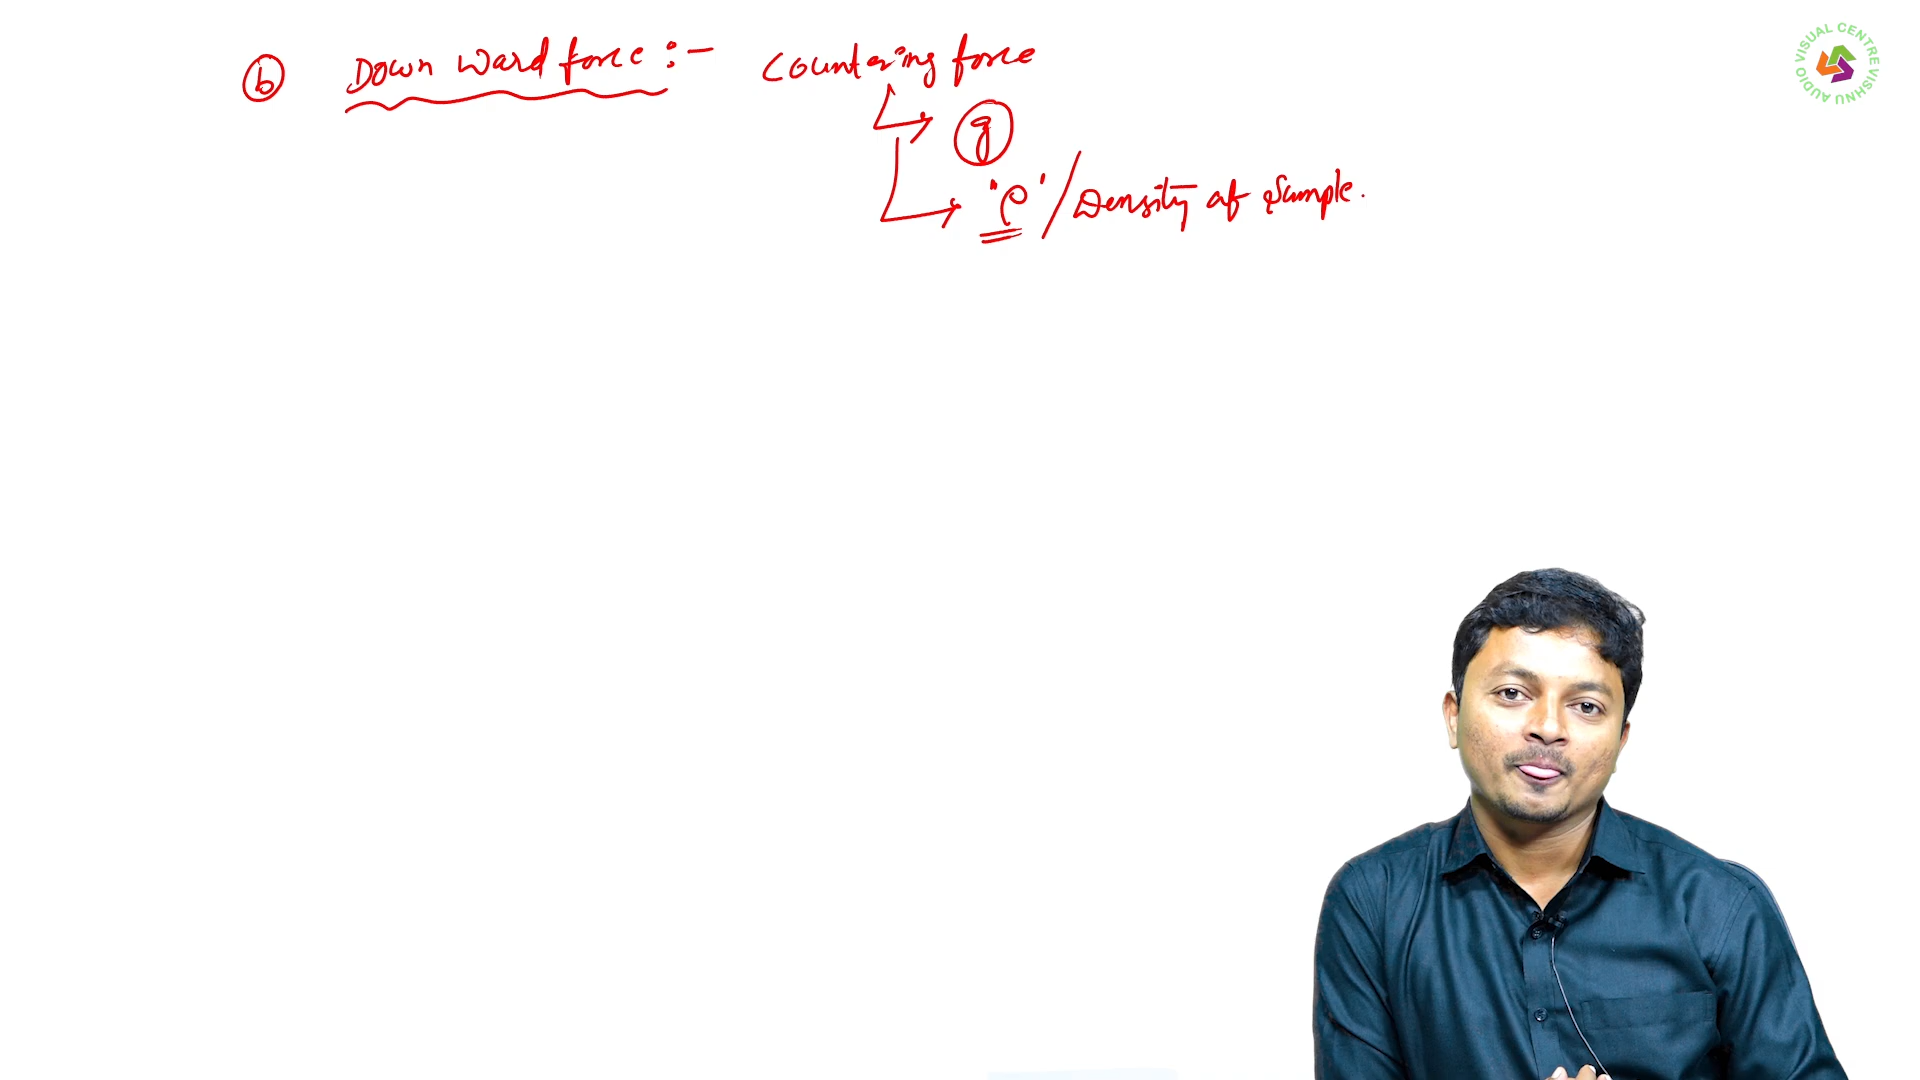 b Down ward force :- Countering force
→ g
→ "ρ" / Density of Sample.
VISUAL CENTRE VISHNU AUDIO